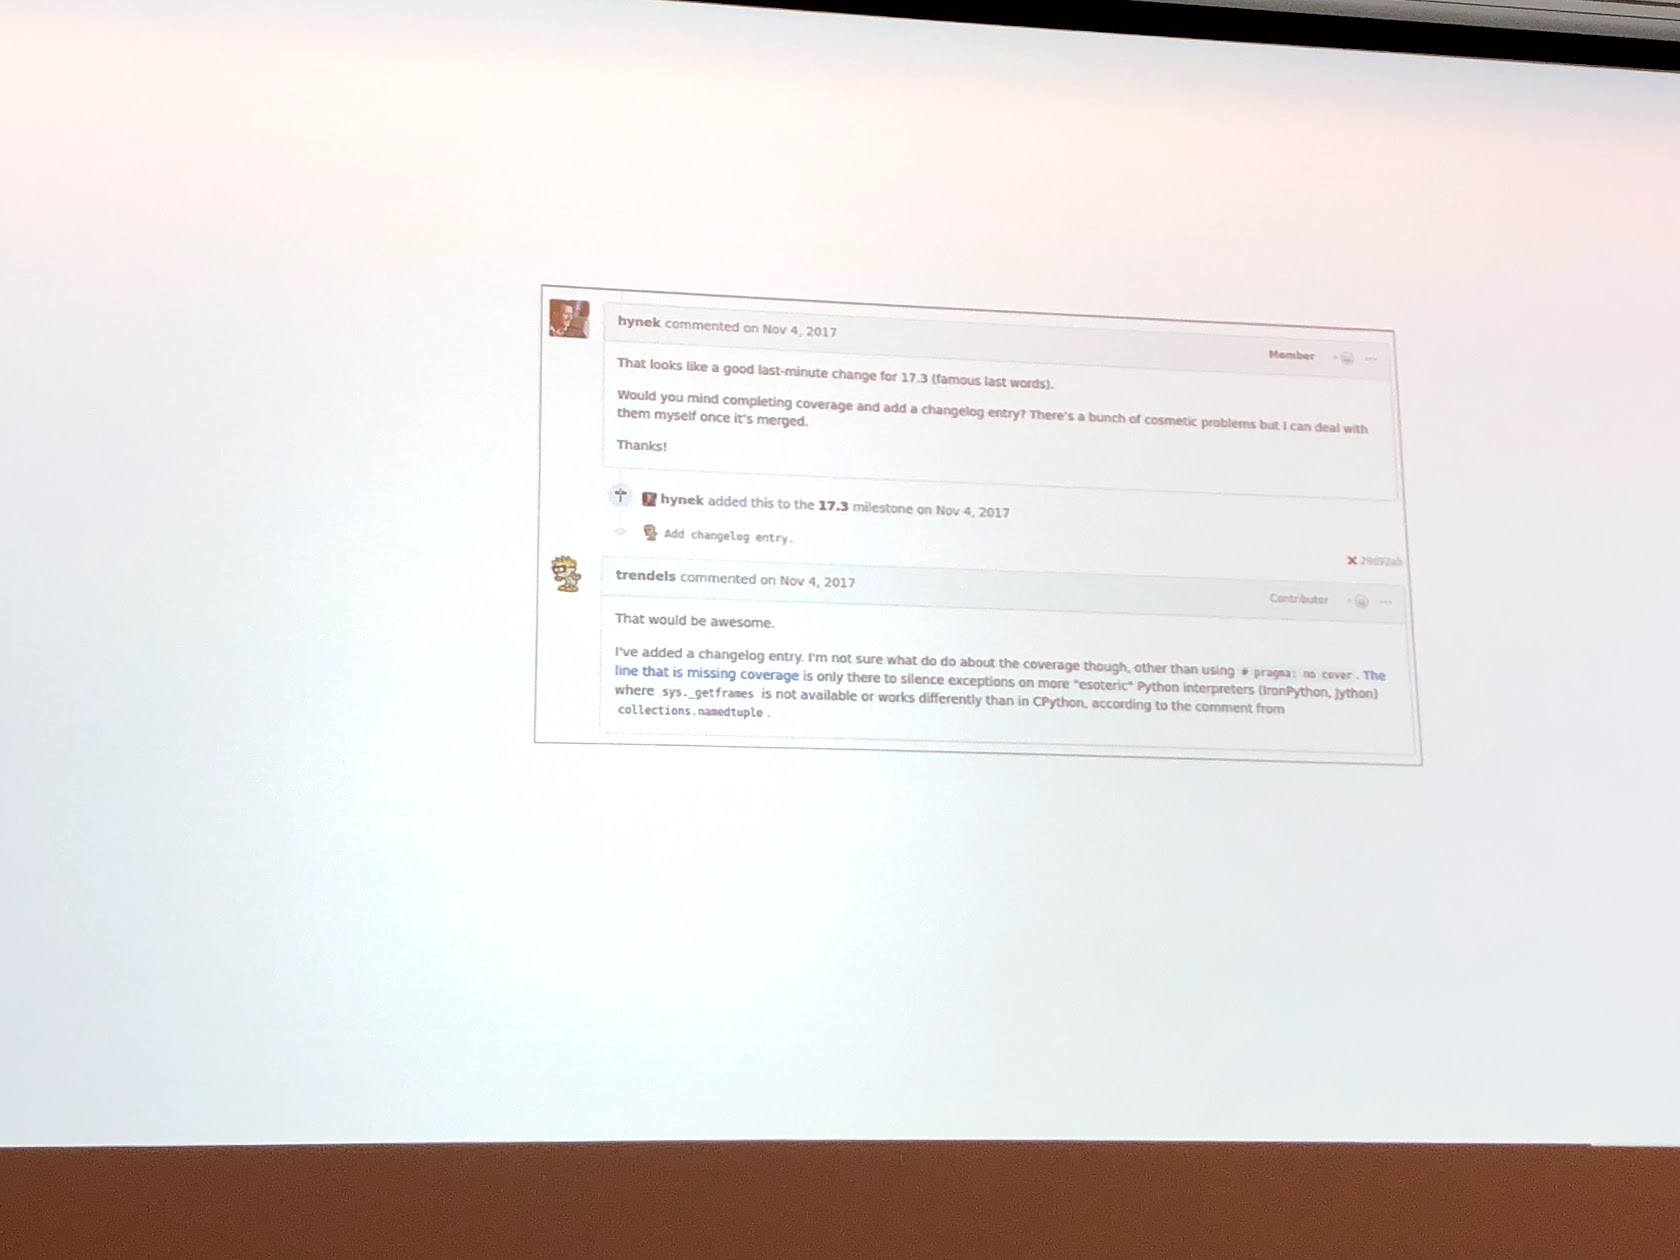 hynek commented on Nov 4, 2017
Member
That looks like a good last-minute change for 17.3 (famous last words).
Would you mind completing coverage and add a changelog entry? There's a bunch of cosmetic problems but I can deal with
them myself once it's merged.
Thanks!
hynek added this to the 17.3 milestone on Nov 4, 2017
Add changelog entry.
trendels commented on Nov 4, 2017
Contributor
That would be awesome.
I've added a changelog entry. I'm not sure what do do about the coverage though, other than using # pragma: no cover . The
line that is missing coverage is only there to silence exceptions on more "esoteric" Python interpreters (IronPython, Jython)
where sys._getframes is not available or works differently than in CPython, according to the comment from
collections.namedtuple .